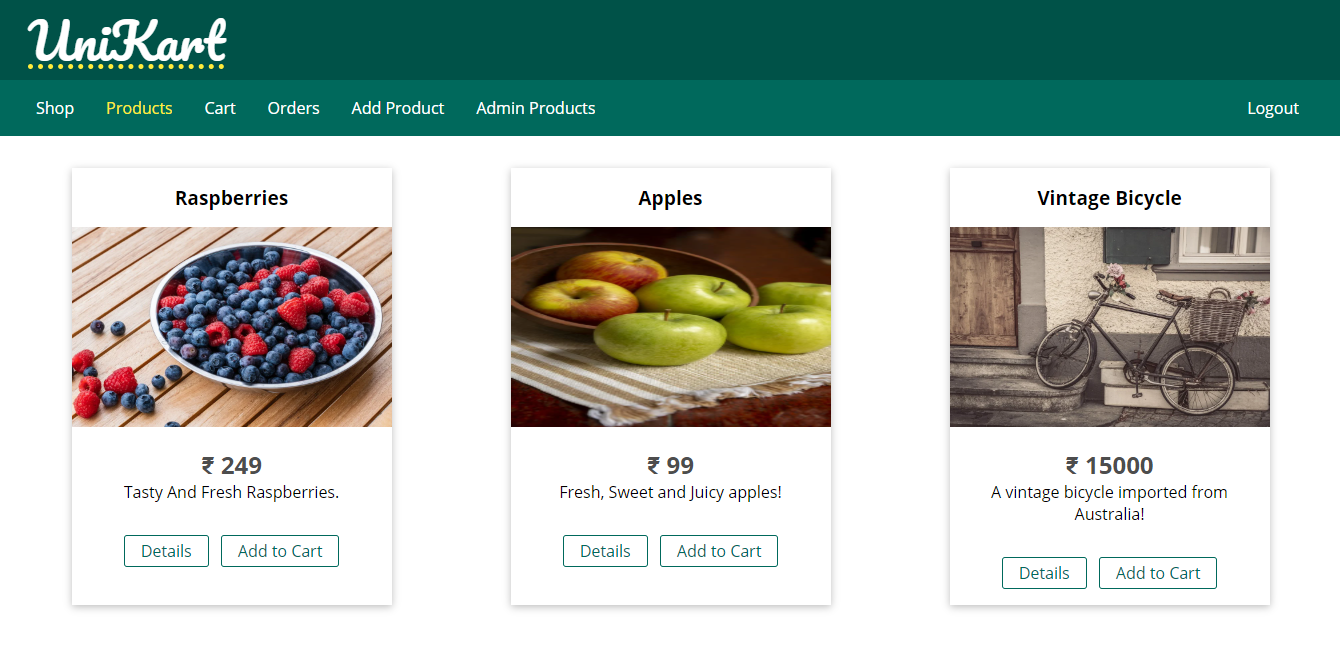 UniKart
Shop Products Cart Orders Add Product Admin Products Logout
Raspberries
₹ 249
Tasty And Fresh Raspberries.
Details Add to Cart
Apples
₹ 99
Fresh, Sweet and Juicy apples!
Details Add to Cart
Vintage Bicycle
₹ 15000
A vintage bicycle imported from
Australia!
Details Add to Cart